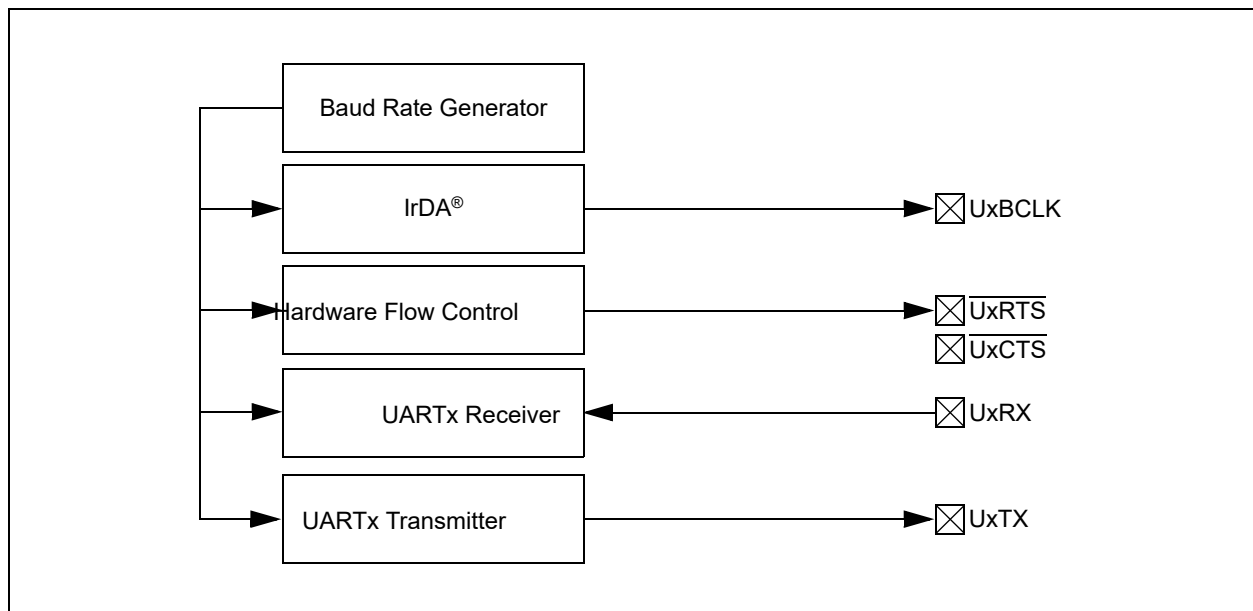 Baud Rate Generator
IrDA®
UxBCLK
Hardware Flow Control
UxRTS
UxCTS
UARTx Receiver
UxRX
UARTx Transmitter
UxTX